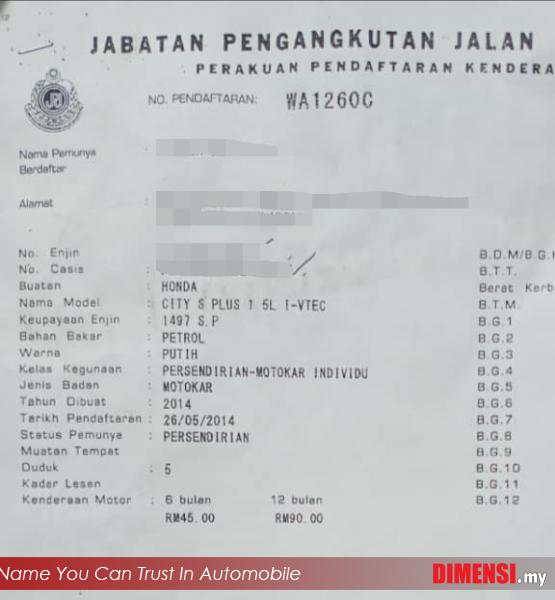 JABATAN PENGANGKUTAN JALAN
PERAKUAN PENDAFTARAN KENDERA
NO. PENDAFTARAN: WA1260C
Nama Pemunya
Berdaftar
Alamat :
No. Enjin : B.D.M/B.G.K
No. Casis : B.T.T.
Buatan : HONDA Berat Kerb
Nama Model : CITY S PLUS 1 5L I-VTEC B.T.M.
Keupayaan Enjin : 1497 S.P B.G.1
Bahan Bakar : PETROL B.G.2
Warna : PUTIH B.G.3
Kelas Kegunaan : PERSENDIRIAN-MOTOKAR INDIVIDU B.G.4
Jenis Badan : MOTOKAR B.G.5
Tahun Dibuat : 2014 B.G.6
Tarikh Pendaftaran : 26/05/2014 B.G.7
Status Pemunya : PERSENDIRIAN B.G.8
Muatan Tempat B.G.9
Duduk : 5 B.G.10
Kadar Lesen B.G.11
Kenderaan Motor : 6 bulan 12 bulan B.G.12
RM45.00 RM90.00
Name You Can Trust In Automobile
DIMENSI.my